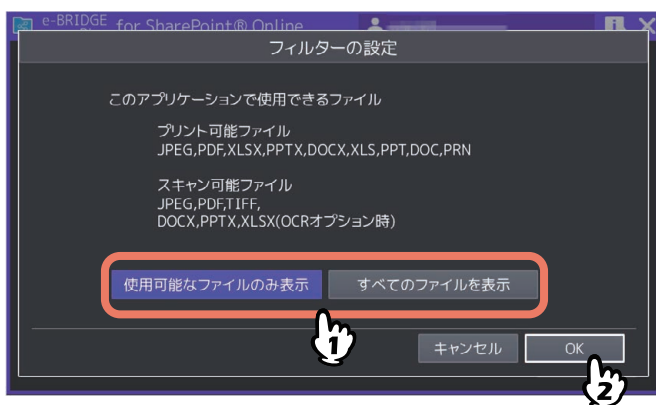 e-BRIDGE for SharePoint® Online
フィルターの設定
このアプリケーションで使用できるファイル
プリント可能ファイル
JPEG,PDF,XLSX,PPTX,DOCX,XLS,PPT,DOC,PRN
スキャン可能ファイル
JPEG,PDF,TIFF,
DOCX,PPTX,XLSX(OCRオプション時)
使用可能なファイルのみ表示 すべてのファイルを表示
1
キャンセル OK
2